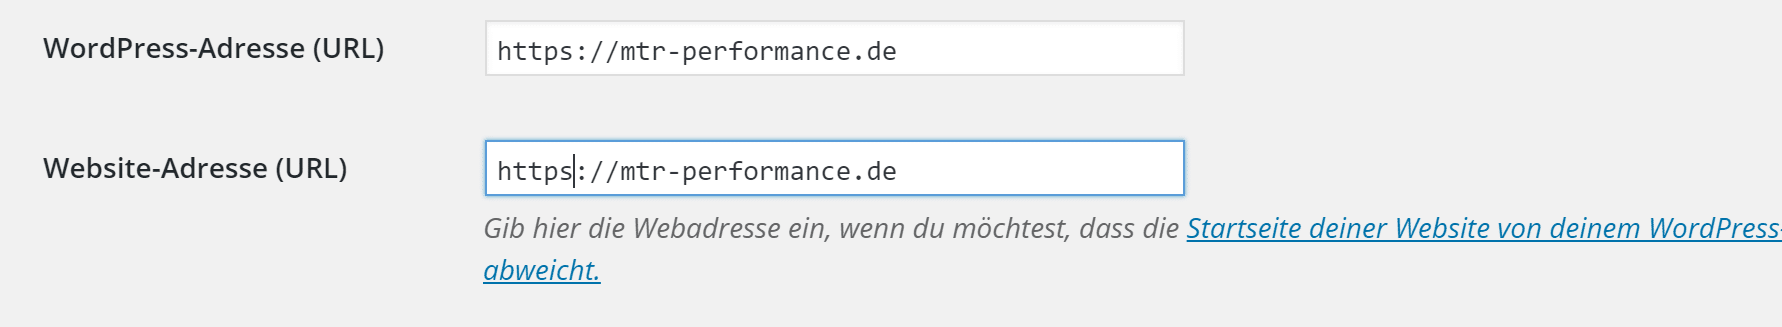 WordPress-Adresse (URL) https://mtr-performance.de
Website-Adresse (URL) https://mtr-performance.de
Gib hier die Webadresse ein, wenn du möchtest, dass die Startseite deiner Website von deinem WordPress-
abweicht.